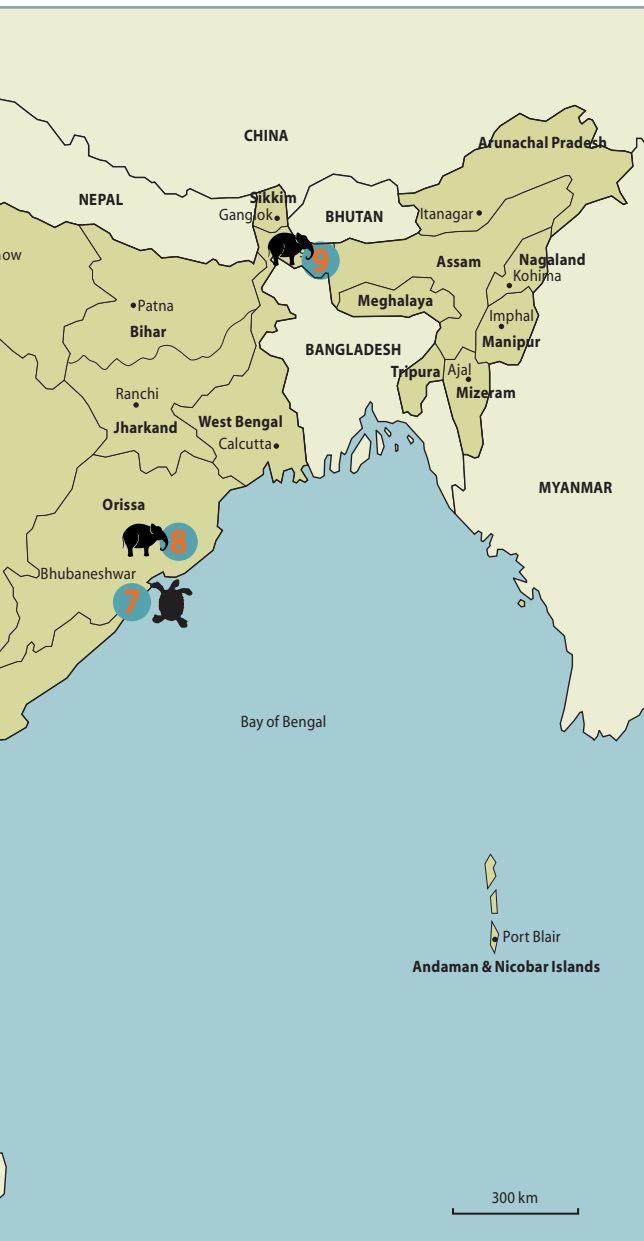 CHINA
Arunachal Pradesh
NEPAL
Sikkim
Gangtok
BHUTAN
Itanagar
ow
9
Assam
Nagaland
Kohima
Meghalaya
Patna
Bihar
Imphal
Manipur
BANGLADESH
Tripura
Ajal
Mizeram
Ranchi
Jharkand
West Bengal
Calcutta
MYANMAR
Orissa
8
Bhubaneshwar
7
Bay of Bengal
Port Blair
Andaman & Nicobar Islands
300 km